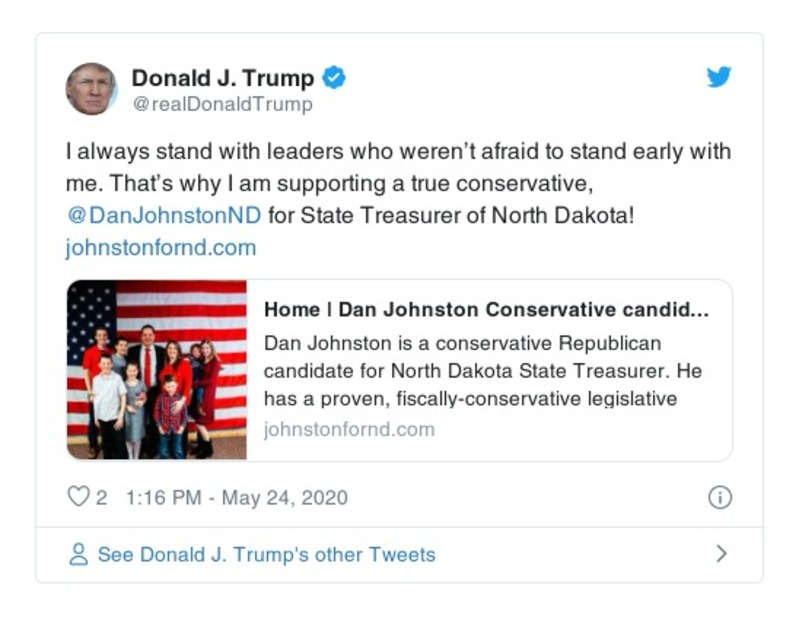 Donald J. Trump
@realDonaldTrump
I always stand with leaders who weren't afraid to stand early with
me. That's why I am supporting a true conservative,
@DanJohnstonND for State Treasurer of North Dakota!
johnstonfornd.com
Home | Dan Johnston Conservative candid...
Dan Johnston is a conservative Republican
candidate for North Dakota State Treasurer. He
has a proven, fiscally-conservative legislative
johnstonfornd.com
2 1:16 PM - May 24, 2020
See Donald J. Trump's other Tweets